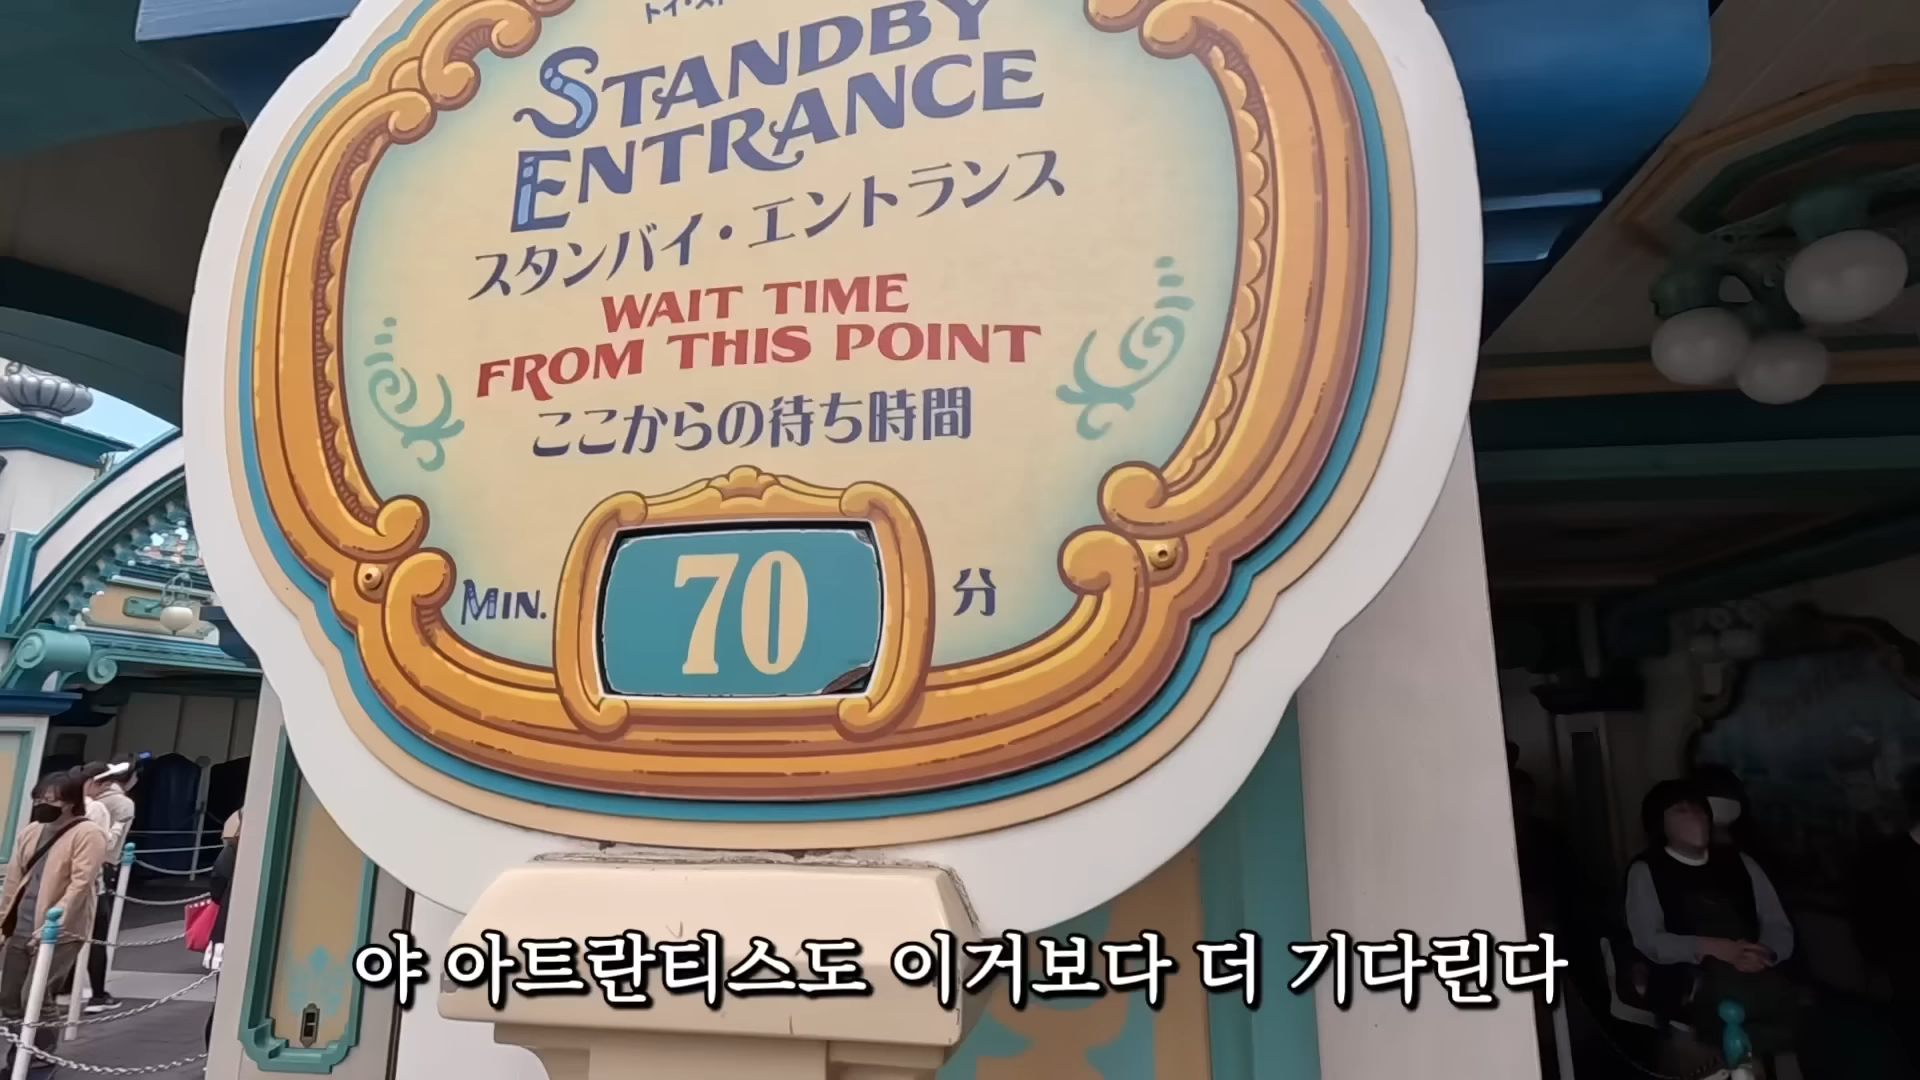 STANDBY
ENTRANCE
スタンバイ・エントランス
WAIT TIME
FROM THIS POINT
ここからの待ち時間
MIN. 70 分
야 아트란티스도 이거보다 더 기다린다